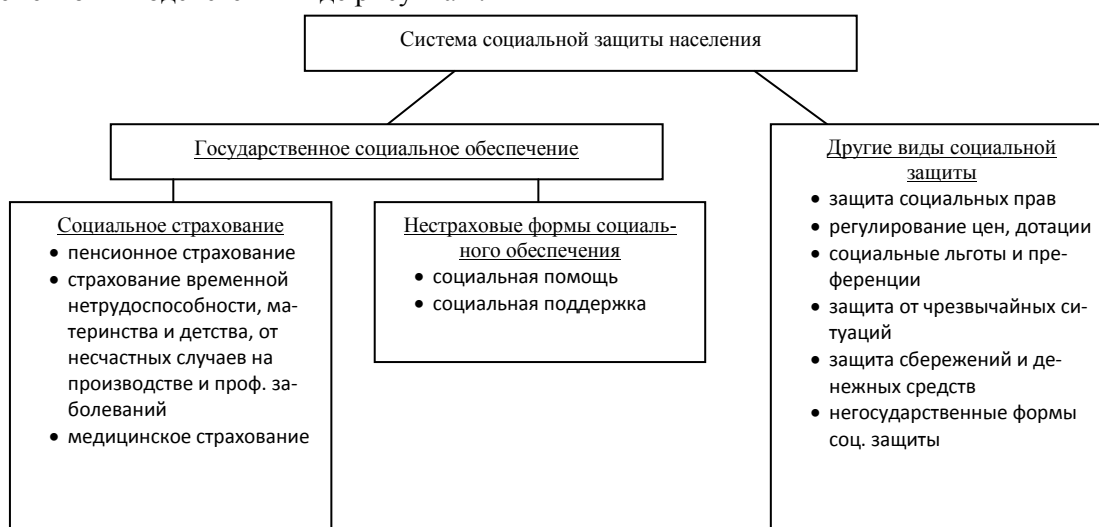 Система социальной защиты населения
Государственное социальное обеспечение
Другие виды социальной
защиты
• защита социальных прав
• регулирование цен, дотации
• социальные льготы и пре-
ференции
• защита от чрезвычайных си-
туаций
• защита сбережений и де-
нежных средств
• негосударственные формы
соц. защиты
Социальное страхование
• пенсионное страхование
• страхование временной
нетрудоспособности, ма-
теринства и детства, от
несчастных случаев на
производстве и проф. за-
болеваний
• медицинское страхование
Нестраховые формы социаль-
ного обеспечения
• социальная помощь
• социальная поддержка